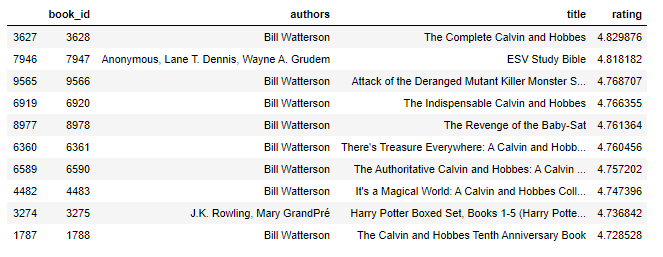 book_id authors title rating
3627 3628 Bill Watterson The Complete Calvin and Hobbes 4.829876
7946 7947 Anonymous, Lane T. Dennis, Wayne A. Grudem ESV Study Bible 4.818182
9565 9566 Bill Watterson Attack of the Deranged Mutant Killer Monster S... 4.768707
6919 6920 Bill Watterson The Indispensable Calvin and Hobbes 4.766355
8977 8978 Bill Watterson The Revenge of the Baby-Sat 4.761364
6360 6361 Bill Watterson There's Treasure Everywhere: A Calvin and Hobb... 4.760456
6589 6590 Bill Watterson The Authoritative Calvin and Hobbes: A Calvin ... 4.757202
4482 4483 Bill Watterson It's a Magical World: A Calvin and Hobbes Coll... 4.747396
3274 3275 J.K. Rowling, Mary GrandPré Harry Potter Boxed Set, Books 1-5 (Harry Potte... 4.736842
1787 1788 Bill Watterson The Calvin and Hobbes Tenth Anniversary Book 4.728528